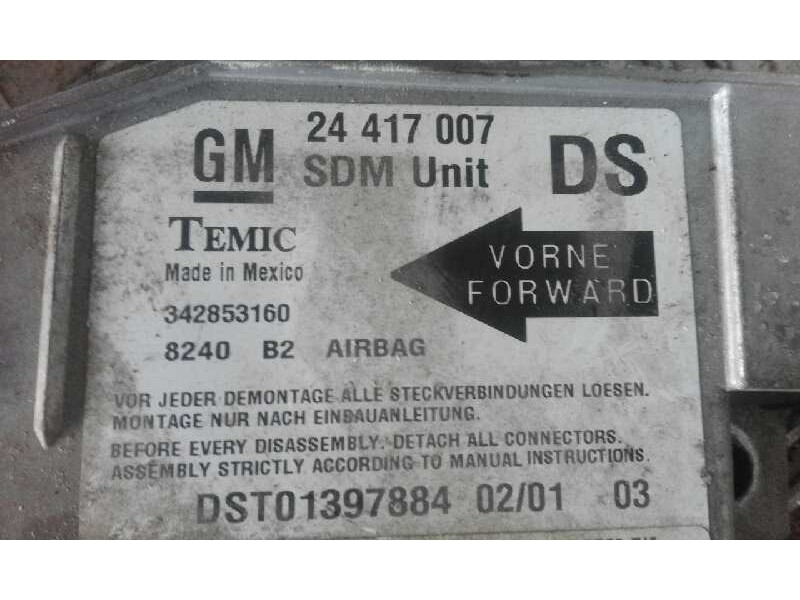 GM 24 417 007 DS
SDM Unit
TEMIC
Made in Mexico
VORNE
FORWARD
342853160
8240 B2 AIRBAG
VOR JEDER DEMONTAGE ALLE STECKVERBINDUNGEN LOESEN.
MONTAGE NUR NACH EINBAUANLEITUNG.
BEFORE EVERY DISASSEMBLY. DETACH ALL CONNECTORS.
ASSEMBLY STRICTLY ACCORDING TO MANUAL INSTRUCTIONS.
DST01397884 02/01 03